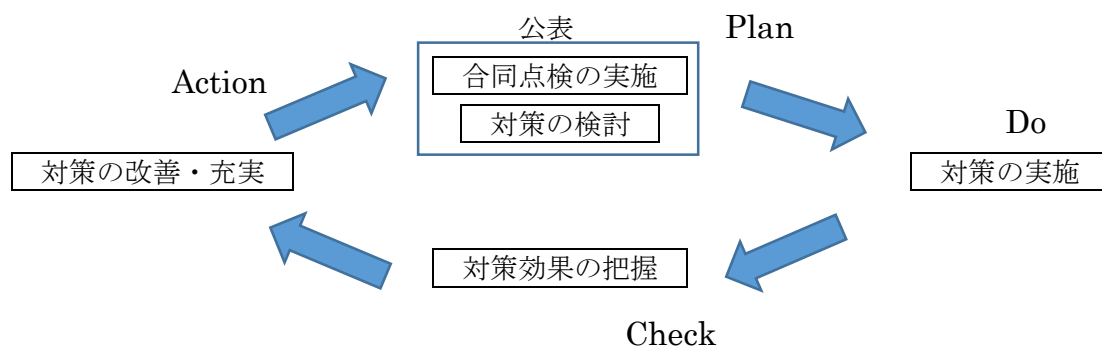 公表
Plan
合同点検の実施
Action
対策の検討
Do
対策の改善・充実
対策の実施
対策効果の把握
Check